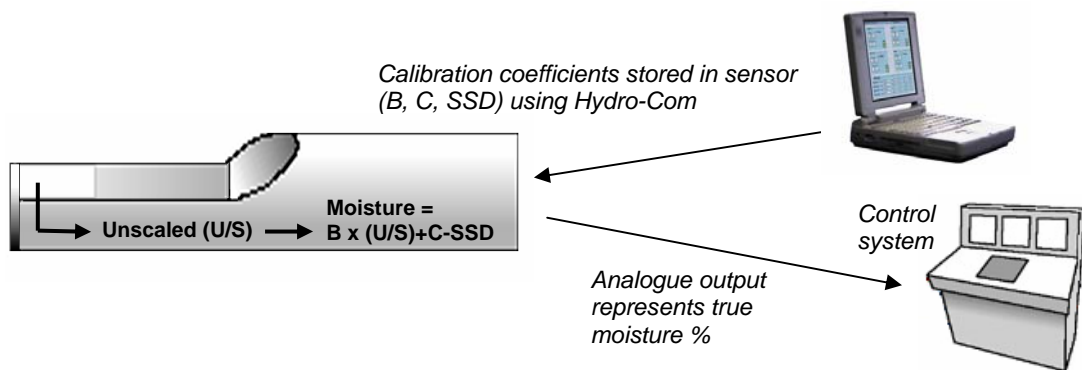 Calibration coefficients stored in sensor
(B, C, SSD) using Hydro-Com
Unscaled (U/S)
Moisture =
B x (U/S)+C-SSD
Control
system
Analogue output
represents true
moisture %